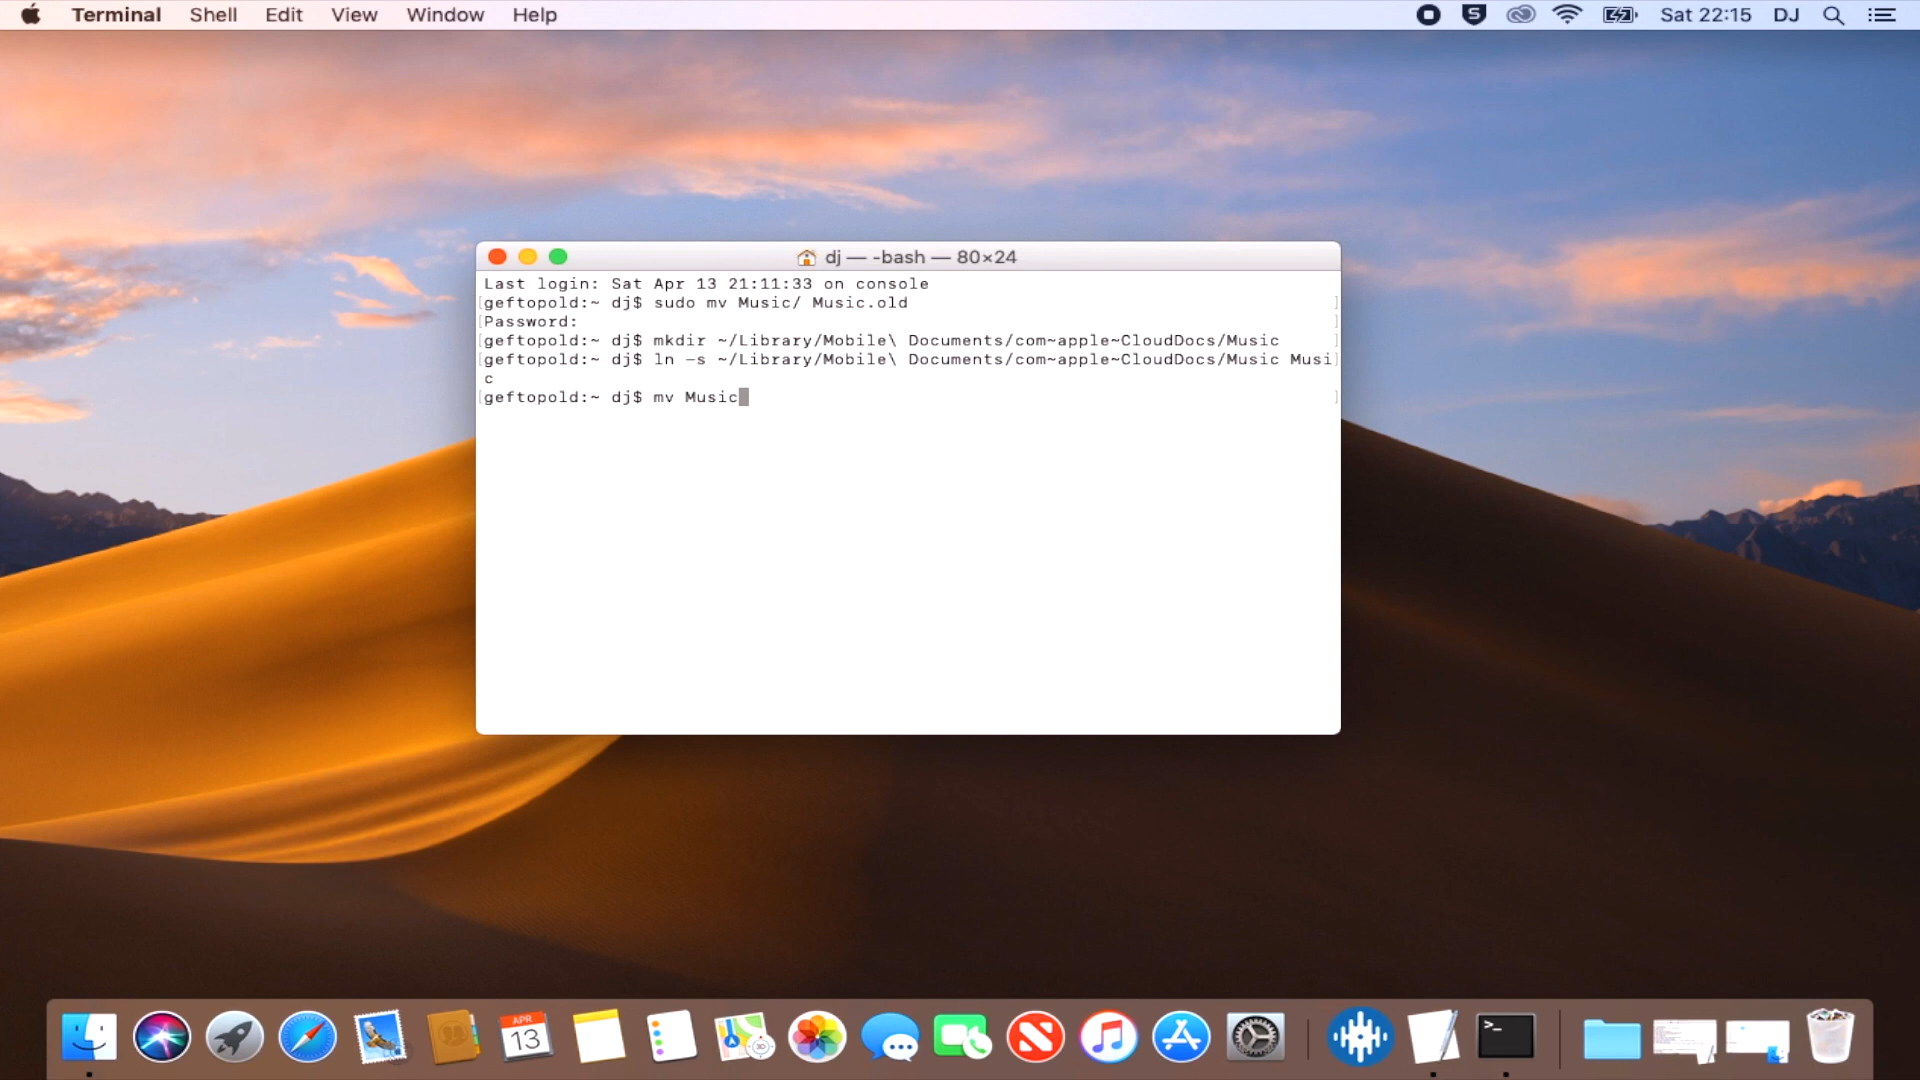 Terminal Shell Edit View Window Help S Sat 22:15 DJ
dj — -bash — 80×24
Last login: Sat Apr 13 21:11:33 on console
[geftopold:~ dj$ sudo mv Music/ Music.old ]
[Password: ]
[geftopold:~ dj$ mkdir ~/Library/Mobile\ Documents/com~apple~CloudDocs/Music ]
[geftopold:~ dj$ ln -s ~/Library/Mobile\ Documents/com~apple~CloudDocs/Music Musi]
c
[geftopold:~ dj$ mv Music ]
APR
13
3D
>_